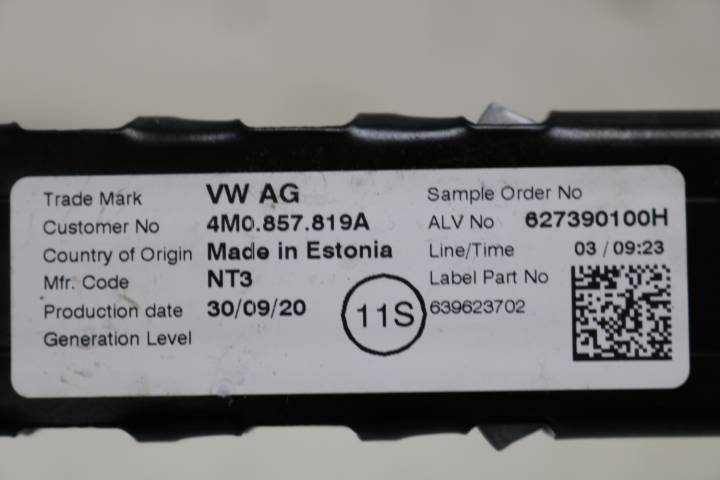 Trade Mark VW AG
Customer No 4M0.857.819A
Country of Origin Made in Estonia
Mfr. Code NT3
Production date 30/09/20
Generation Level
11S
Sample Order No
ALV No 627390100H
Line/Time 03 / 09:23
Label Part No
639623702